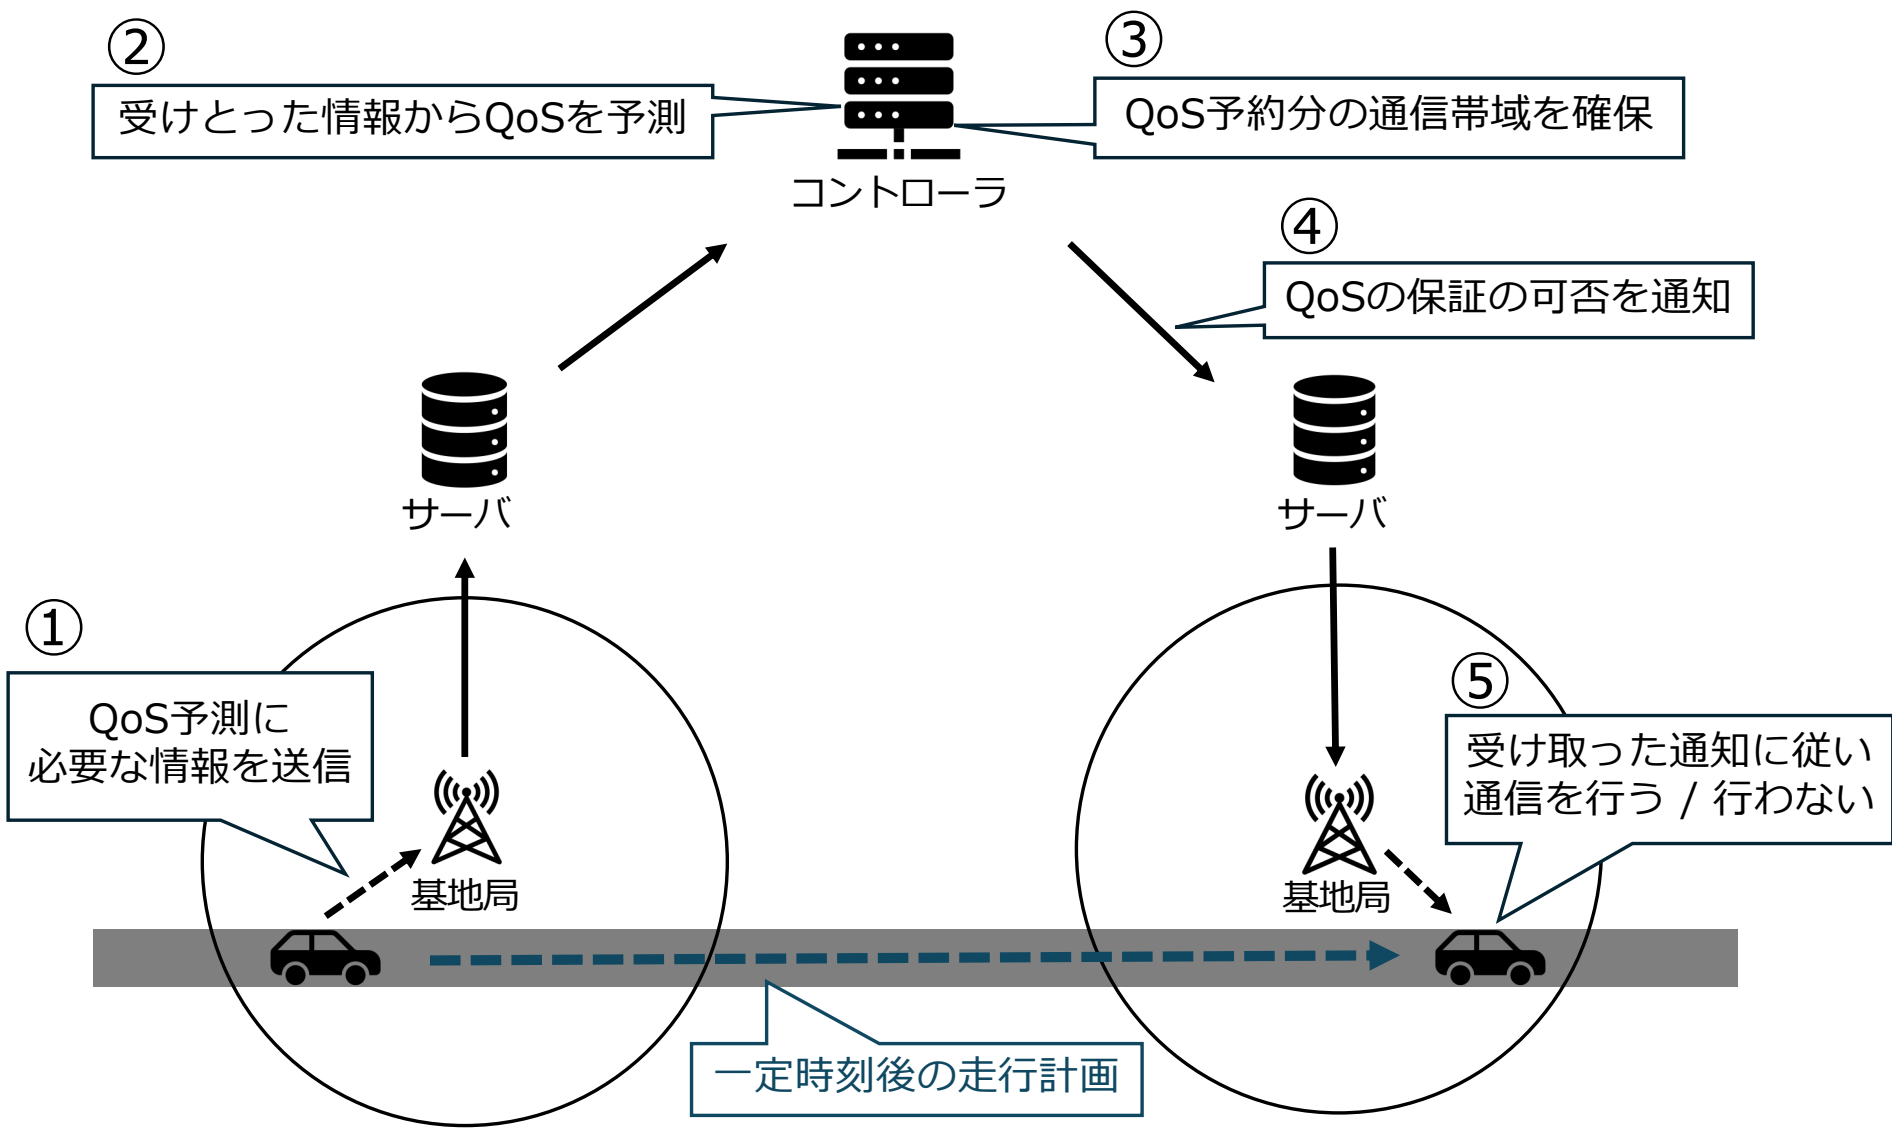 ②
受けとった情報からQoSを予測
③
QoS予約分の通信帯域を確保
コントローラ
④
QoSの保証の可否を通知
サーバ
サーバ
①
QoS予測に
必要な情報を送信
⑤
受け取った通知に従い
通信を行う / 行わない
基地局
基地局
一定時刻後の走行計画